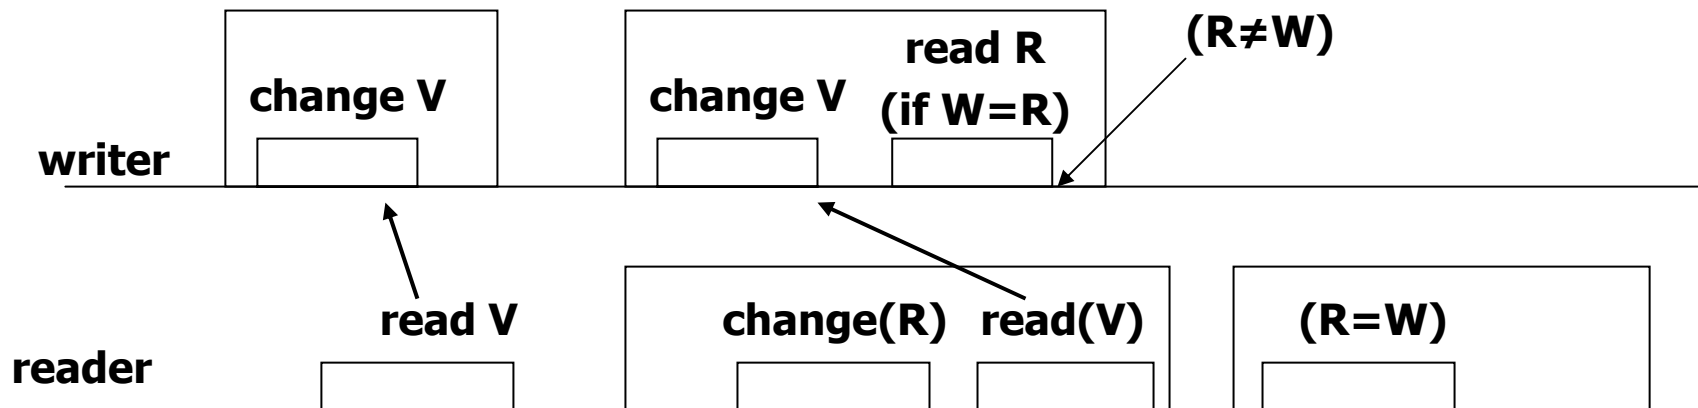 (R≠W)
read R
change V
change V
(if W=R)
writer
read V
change(R)
read(V)
(R=W)
reader